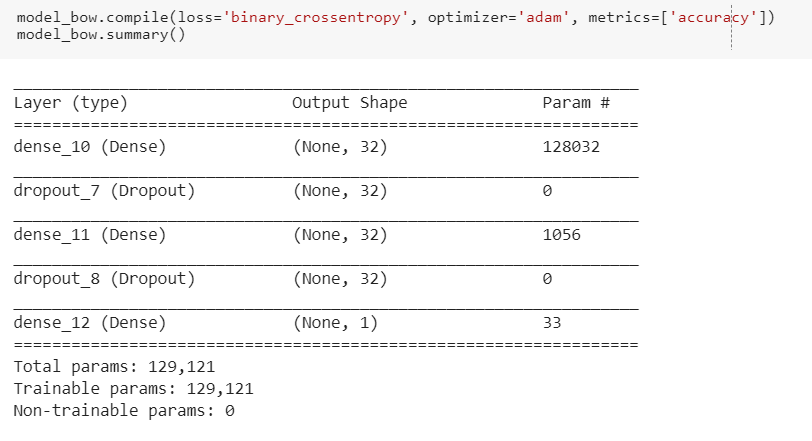 model_bow.compile(loss='binary_crossentropy', optimizer='adam', metrics=['accuracy'])
model_bow.summary()
_________________________________________________________________
Layer (type)                 Output Shape              Param #
=================================================================
dense_10 (Dense)             (None, 32)                128032
_________________________________________________________________
dropout_7 (Dropout)          (None, 32)                0
_________________________________________________________________
dense_11 (Dense)             (None, 32)                1056
_________________________________________________________________
dropout_8 (Dropout)          (None, 32)                0
_________________________________________________________________
dense_12 (Dense)             (None, 1)                 33
=================================================================
Total params: 129,121
Trainable params: 129,121
Non-trainable params: 0